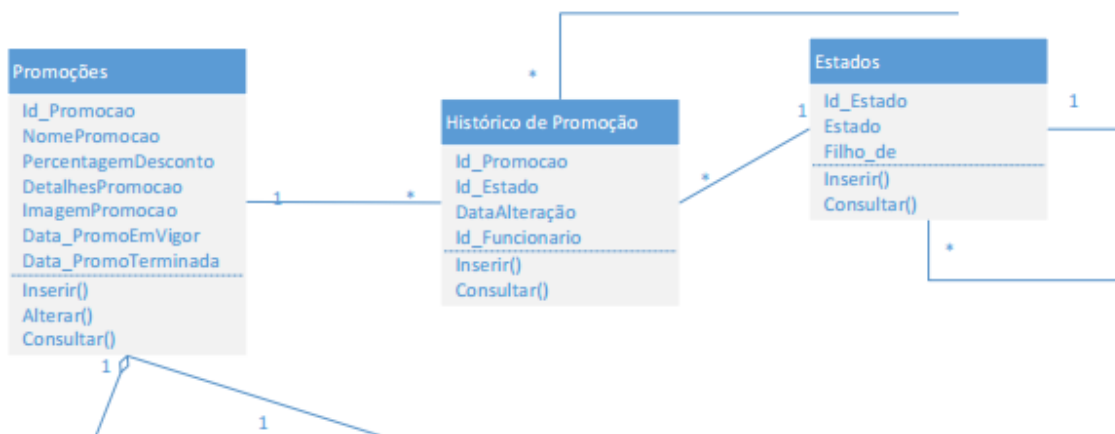 Promoções
Id_Promocao
NomePromocao
PercentagemDesconto
DetalhesPromocao
ImagemPromocao
Data_PromoEmVigor
Data_PromoTerminada
Inserir()
Alterar()
Consultar()
1
1
1
*
*
Histórico de Promoção
Id_Promocao
Id_Estado
DataAlteração
Id_Funcionario
Inserir()
Consultar()
*
1
Estados
Id_Estado
Estado
Filho_de
Inserir()
Consultar()
1
*